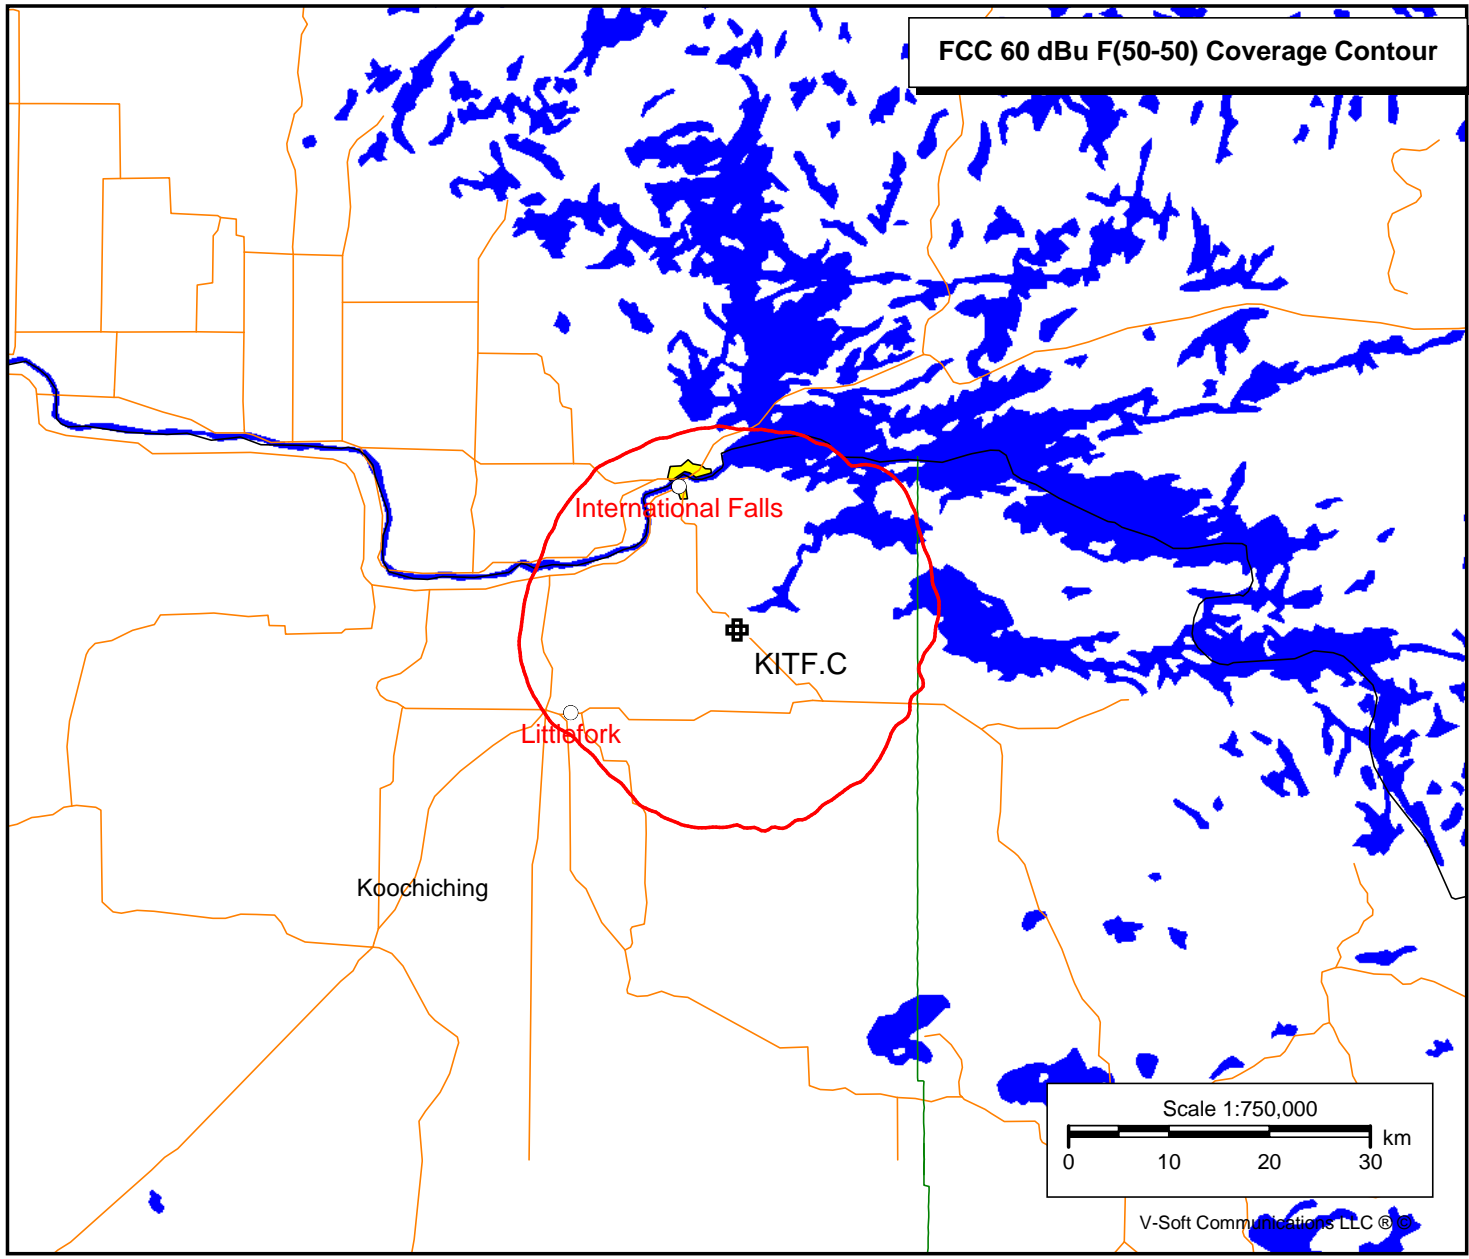 FCC 60 dBu F(50-50) Coverage Contour
International Falls
KITF.C
Littlefork
Koochiching
Scale 1:750,000
km
0 10 20 30
V-Soft Communications LLC ® ©